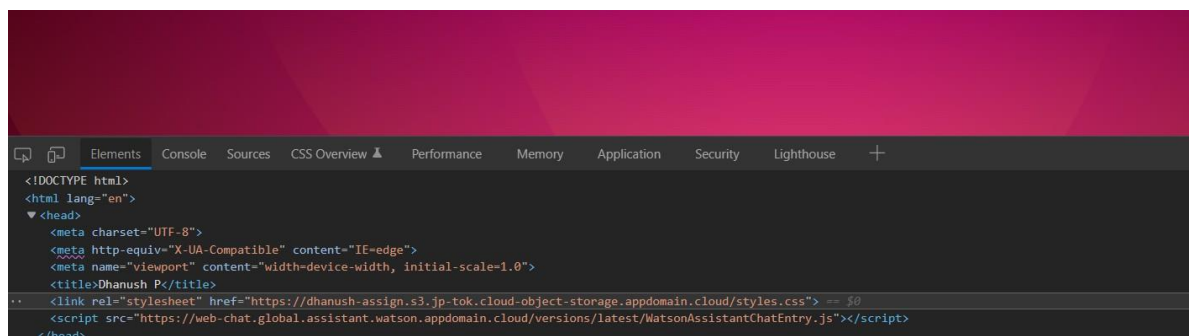 Elements Console Sources CSS Overview Performance Memory Application Security Lighthouse
<!DOCTYPE html>
<html lang="en">
▼<head>
<meta charset="UTF-8">
<meta http-equiv="X-UA-Compatible" content="IE=edge">
<meta name="viewport" content="width=device-width, initial-scale=1.0">
<title>Dhanush P</title>
<link rel="stylesheet" href="https://dhanush-assign.s3.jp-tok.cloud-object-storage.appdomain.cloud/styles.css"> == $0
<script src="https://web-chat.global.assistant.watson.appdomain.cloud/versions/latest/WatsonAssistantChatEntry.js"></script>
</head>